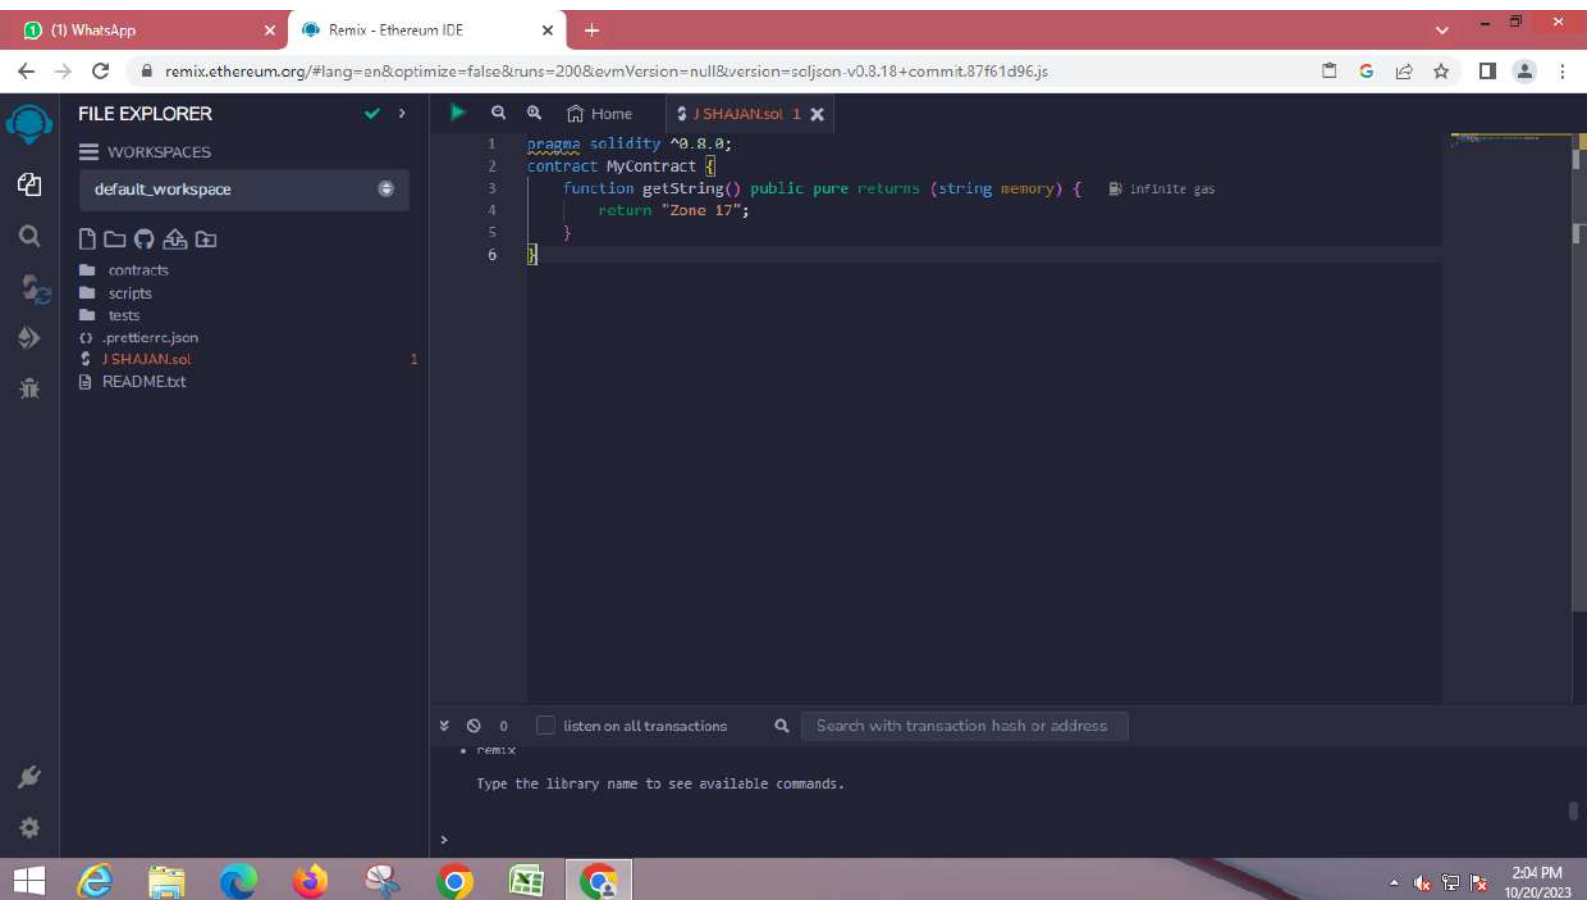 (1) WhatsApp
Remix - Ethereum IDE
remix.ethereum.org/#lang=en&optimize=false&runs=200&evmVersion=null&version=soljson-v0.8.18+commit.87f61d96.js
FILE EXPLORER
WORKSPACES
default_workspace
contracts
scripts
tests
.prettierrc.json
J SHAJAN.sol 1
README.txt
Home
J SHAJAN.sol 1
1 pragma solidity ^0.8.0;
2 contract MyContract {
3 function getString() public pure returns (string memory) { infinite gas
4 return "Zone 17";
5 }
6 }
0 listen on all transactions Search with transaction hash or address
• remix
Type the library name to see available commands.
>
2:04 PM
10/20/2023